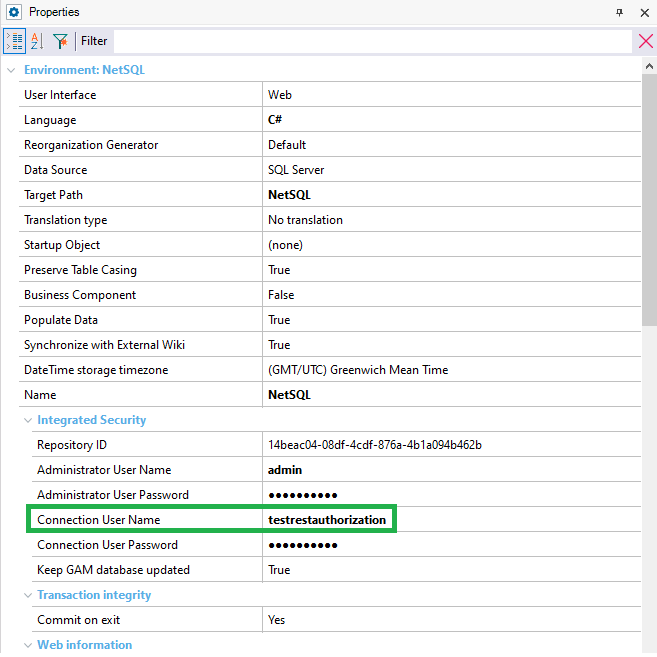 Properties
Filter
Environment: NetSQL
User Interface Web
Language C#
Reorganization Generator Default
Data Source SQL Server
Target Path NetSQL
Translation type No translation
Startup Object (none)
Preserve Table Casing True
Business Component False
Populate Data True
Synchronize with External Wiki True
DateTime storage timezone (GMT/UTC) Greenwich Mean Time
Name NetSQL
Integrated Security
Repository ID 14beac04-08df-4cdf-876a-4b1a094b462b
Administrator User Name admin
Administrator User Password ●●●●●●●●●●
Connection User Name testrestauthorization
Connection User Password ●●●●●●●●●●
Keep GAM database updated True
Transaction integrity
Commit on exit Yes
Web information